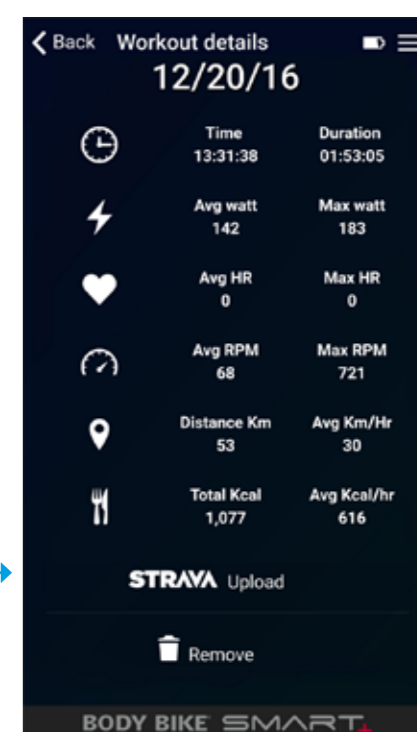 Back Workout details
12/20/16
Time Duration
13:31:38 01:53:05
Avg watt Max watt
142 183
Avg HR Max HR
0 0
Avg RPM Max RPM
68 721
Distance Km Avg Km/Hr
53 30
Total Kcal Avg Kcal/hr
1,077 616
STRAVA Upload
Remove
BODY BIKE SMART+